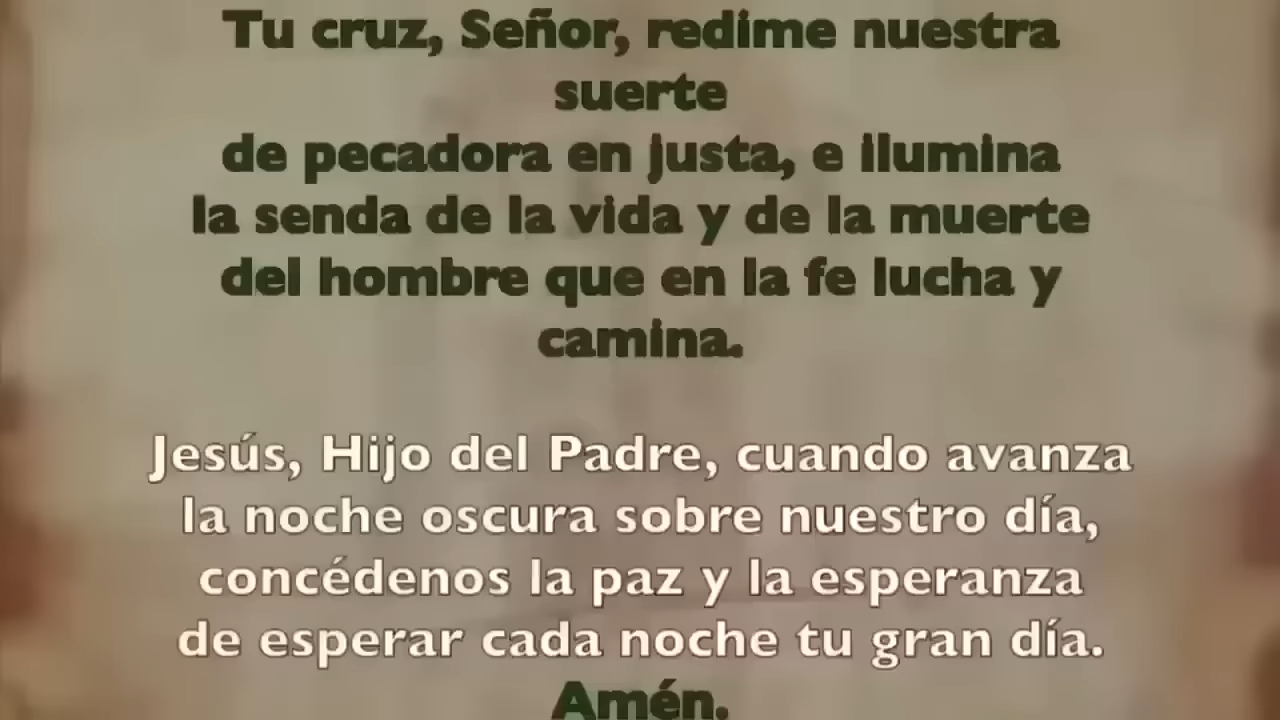 Tu cruz, Señor, redime nuestra
suerte
de pecadora en justa, e ilumina
la senda de la vida y de la muerte
del hombre que en la fe lucha y
camina.
Jesús, Hijo del Padre, cuando avanza
la noche oscura sobre nuestro día,
concédenos la paz y la esperanza
de esperar cada noche tu gran día.
Amén.